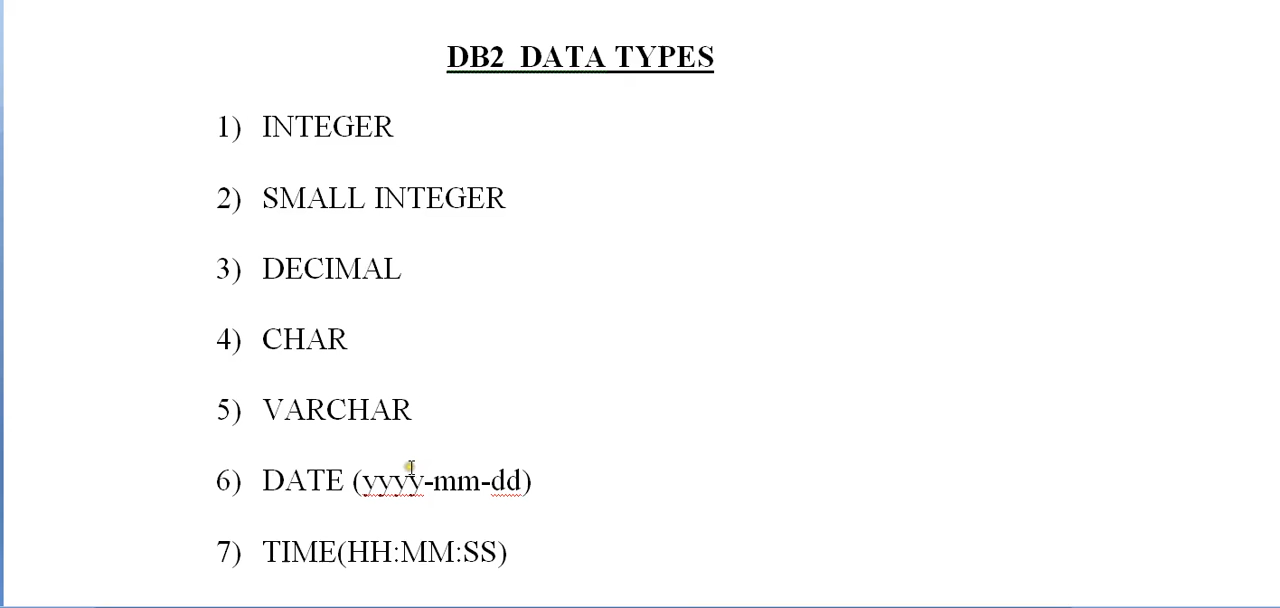 DB2 DATA TYPES
1) INTEGER
2) SMALL INTEGER
3) DECIMAL
4) CHAR
5) VARCHAR
6) DATE (yyyy-mm-dd)
7) TIME(HH:MM:SS)